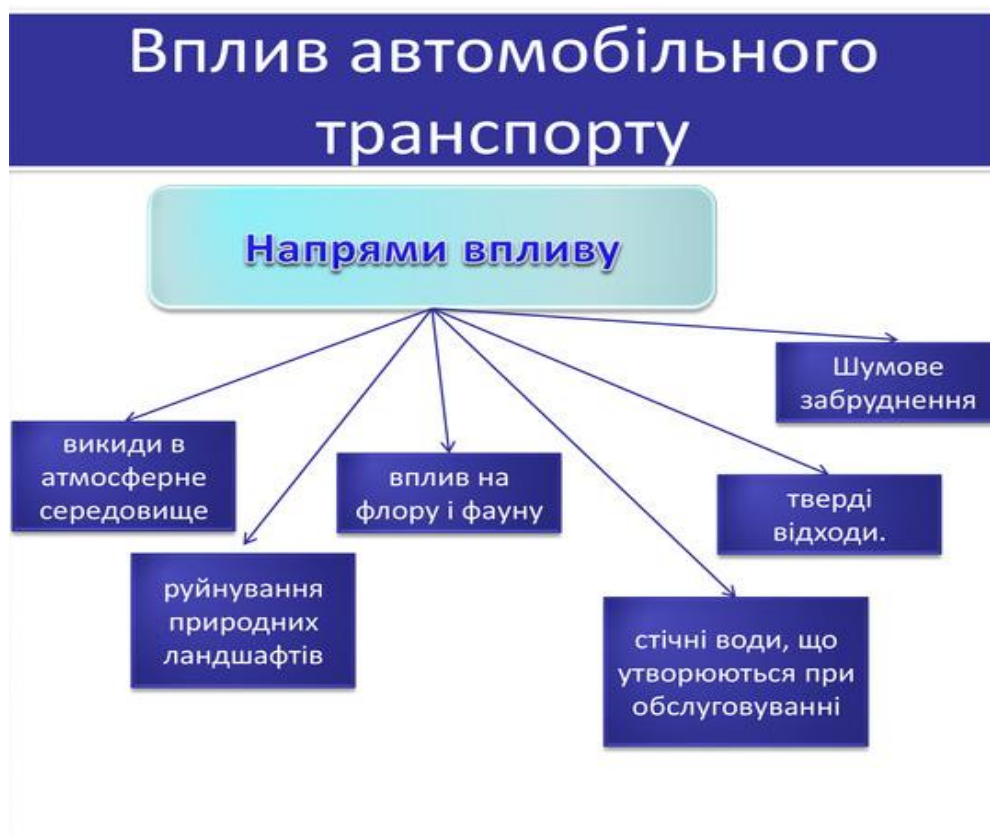 Вплив автомобільного
транспорту
Напрями впливу
Шумове
забруднення
викиди в
атмосферне
середовище
вплив на
флору і фауну
тверді
відходи.
руйнування
природних
ландшафтів
стічні води, що
утворюються при
обслуговуванні